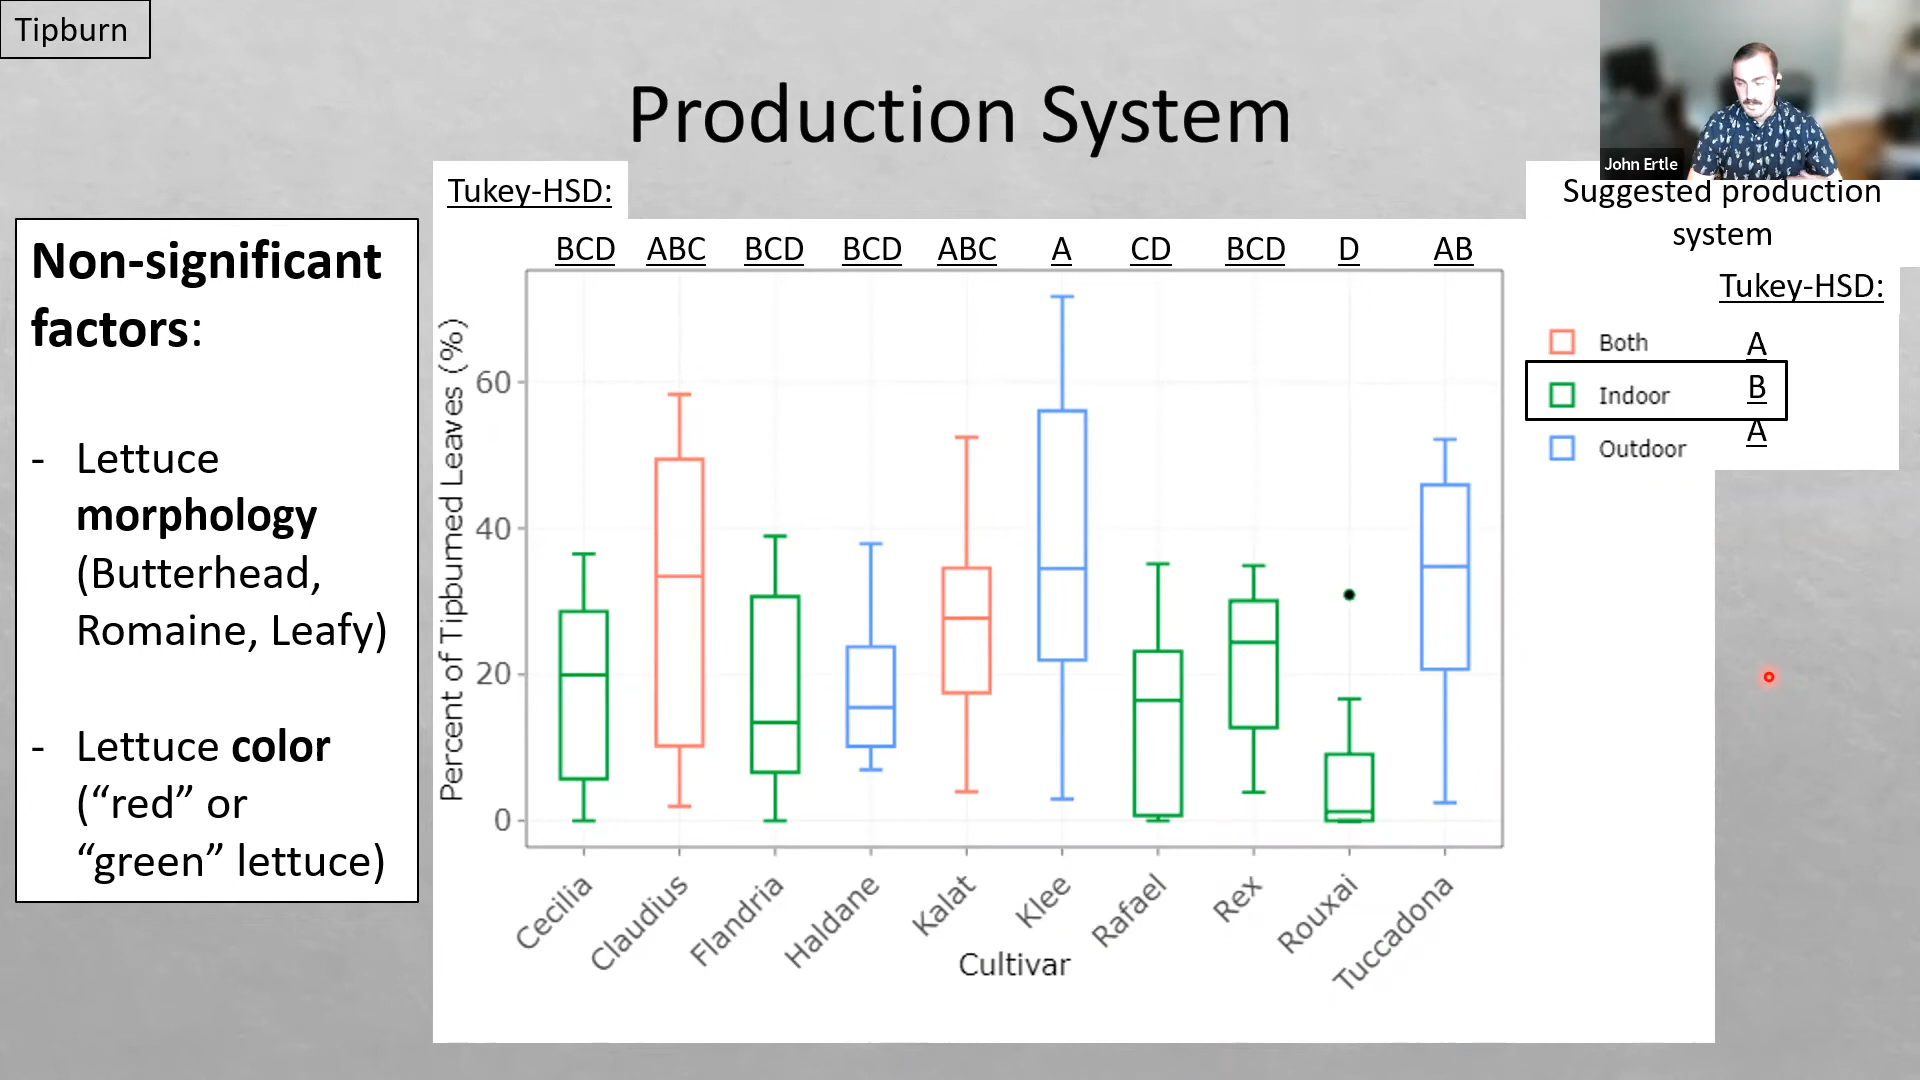 Tipburn
Production System
John Ertle
Tukey-HSD:
Suggested production
system
Non-significant
factors:
- Lettuce
morphology
(Butterhead,
Romaine, Leafy)
- Lettuce color
(“red” or
“green” lettuce)
BCD ABC BCD BCD ABC A CD BCD D AB
Tukey-HSD:
Both A
Indoor B
Outdoor A
Percent of Tipburned Leaves (%)
60
40
20
0
Cecilia Claudius Flandria Haldane Kalat Klee Rafael Rex Rouxai Tuccadona
Cultivar